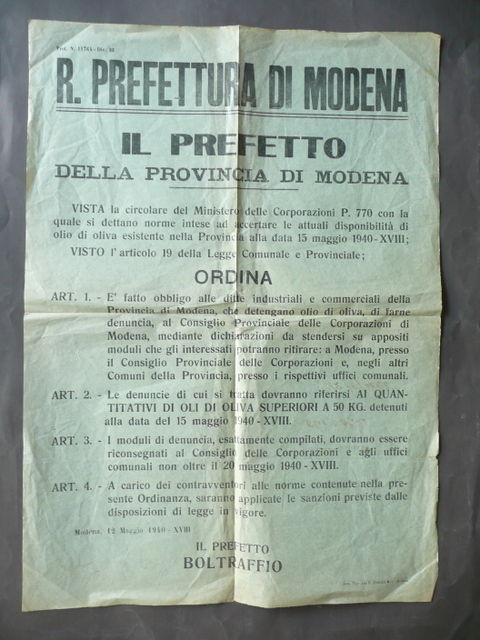 Prot. N. 11764 - Div. III
R. PREFETTURA DI MODENA
IL PREFETTO
DELLA PROVINCIA DI MODENA
VISTA la circolare del Ministero delle Corporazioni P. 770 con la
quale si dettano norme intese ad accertare le attuali disponibilità di
olio di oliva esistente nella Provincia alla data 15 maggio 1940-XVIII;
VISTO l'articolo 19 della Legge Comunale e Provinciale;
ORDINA
ART. 1. - E' fatto obbligo alle ditte industriali e commerciali della
Provincia di Modena, che detengano olio di oliva, di farne
denuncia, al Consiglio Provinciale delle Corporazioni di
Modena, mediante dichiarazioni da stendersi su appositi
moduli che gli interessati potranno ritirare: a Modena, presso
il Consiglio Provinciale delle Corporazioni e, negli altri
Comuni della Provincia, presso i rispettivi uffici comunali.
ART. 2. - Le denuncie di cui si tratta dovranno riferirsi AI QUAN-
TITATIVI DI OLI DI OLIVA SUPERIORI A 50 KG. detenuti
alla data del 15 maggio 1940-XVIII.
ART. 3. - I moduli di denuncia, esattamente compilati, dovranno essere
riconsegnati al Consiglio delle Corporazioni e agli uffici
comunali non oltre il 20 maggio 1940-XVIII.
ART. 4. - A carico dei contravventori alle norme contenute nella pre-
sente Ordinanza, saranno applicate le sanzioni previste dalle
disposizioni di legge in vigore.
Modena, 12 Maggio 1940-XVIII
IL PREFETTO
BOLTRAFFIO